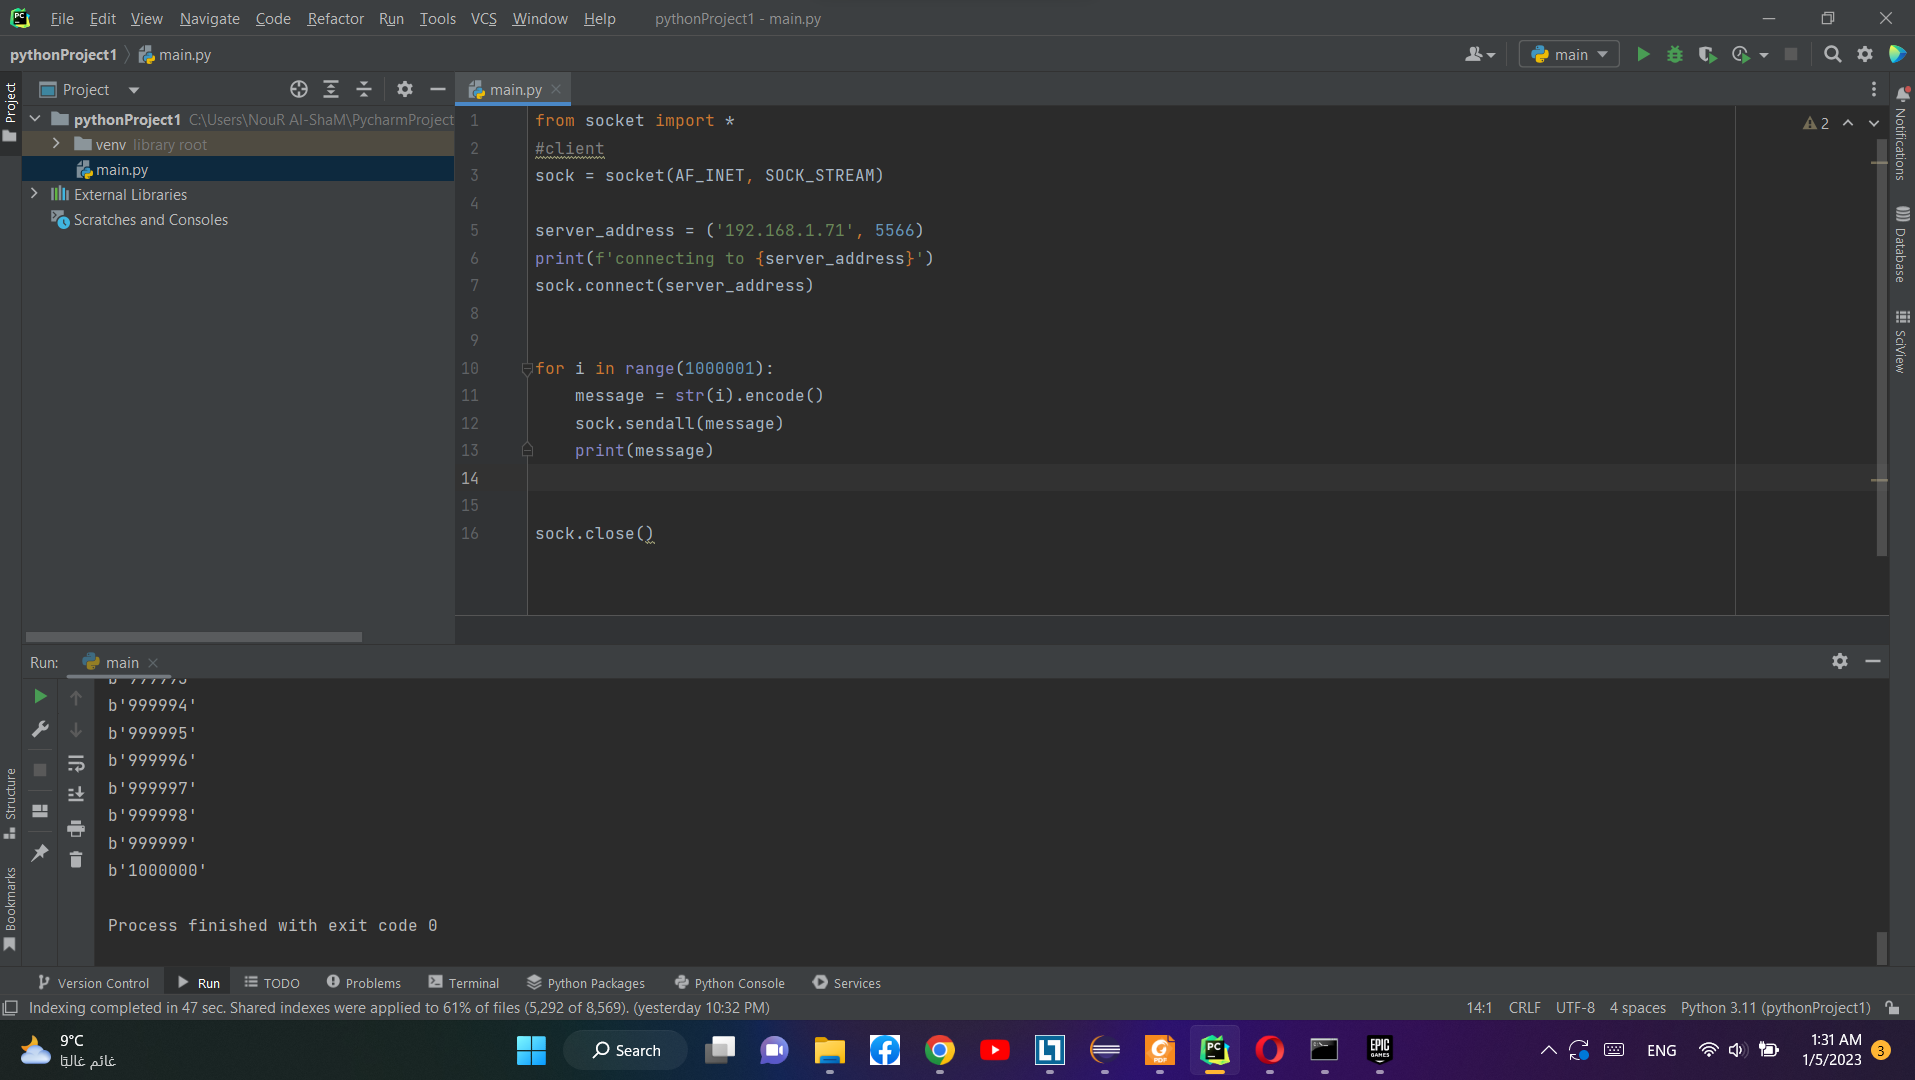 File Edit View Navigate Code Refactor Run Tools VCS Window Help pythonProject1 - main.py
pythonProject1 main.py
main
Project
main.py
2
pythonProject1 C:\Users\NouR Al-ShaM\PycharmProject
venv library root
main.py
External Libraries
Scratches and Consoles
1 from socket import *
2 #client
3 sock = socket(AF_INET, SOCK_STREAM)
4
5 server_address = ('192.168.1.71', 5566)
6 print(f'connecting to {server_address}')
7 sock.connect(server_address)
8
9
10 for i in range(1000001):
11 message = str(i).encode()
12 sock.sendall(message)
13 print(message)
14
15
16 sock.close()
Project
Structure
Bookmarks
Notifications
Database
SciView
Run: main
b'999994'
b'999995'
b'999996'
b'999997'
b'999998'
b'999999'
b'1000000'
Process finished with exit code 0
Version Control Run TODO Problems Terminal Python Packages Python Console Services
Indexing completed in 47 sec. Shared indexes were applied to 61% of files (5,292 of 8,569). (yesterday 10:32 PM) 14:1 CRLF UTF-8 4 spaces Python 3.11 (pythonProject1)
9°C
غائم غالبًا
Search
PDF
PC
EPIC
GAMES
ENG
1:31 AM
1/5/2023
3